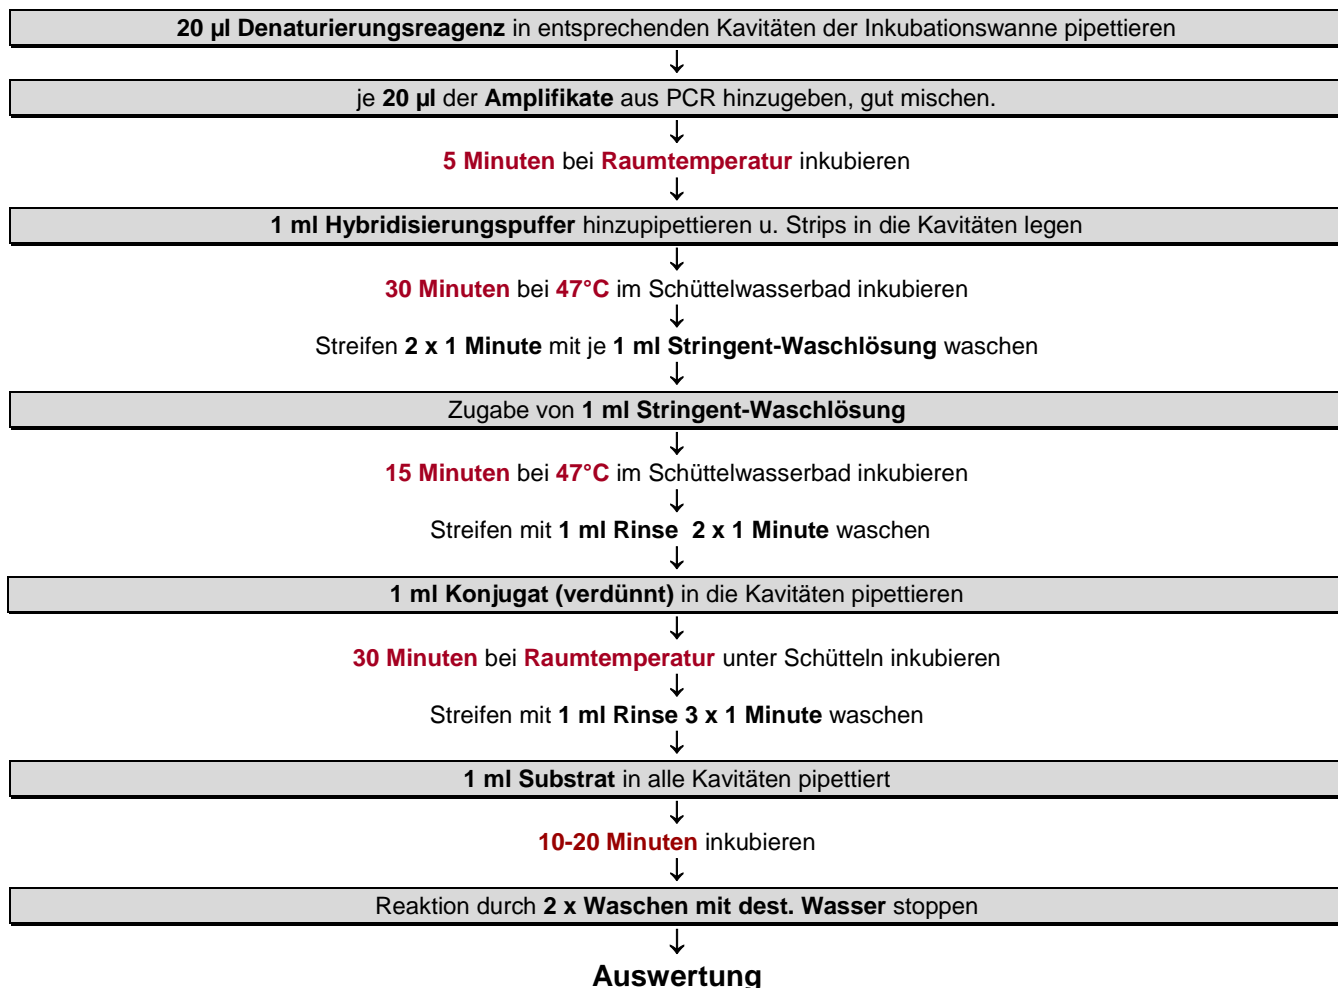 20 µl Denaturierungsreagenz in entsprechenden Kavitäten der Inkubationswanne pipettieren
↓
je 20 µl der Amplifikate aus PCR hinzugeben, gut mischen.
↓
5 Minuten bei Raumtemperatur inkubieren
↓
1 ml Hybridisierungspuffer hinzupipettieren u. Strips in die Kavitäten legen
↓
30 Minuten bei 47°C im Schüttelwasserbad inkubieren
↓
Streifen 2 x 1 Minute mit je 1 ml Stringent-Waschlösung waschen
↓
Zugabe von 1 ml Stringent-Waschlösung
↓
15 Minuten bei 47°C im Schüttelwasserbad inkubieren
↓
Streifen mit 1 ml Rinse 2 x 1 Minute waschen
↓
1 ml Konjugat (verdünnt) in die Kavitäten pipettieren
↓
30 Minuten bei Raumtemperatur unter Schütteln inkubieren
↓
Streifen mit 1 ml Rinse 3 x 1 Minute waschen
↓
1 ml Substrat in alle Kavitäten pipettiert
↓
10-20 Minuten inkubieren
↓
Reaktion durch 2 x Waschen mit dest. Wasser stoppen
↓
Auswertung